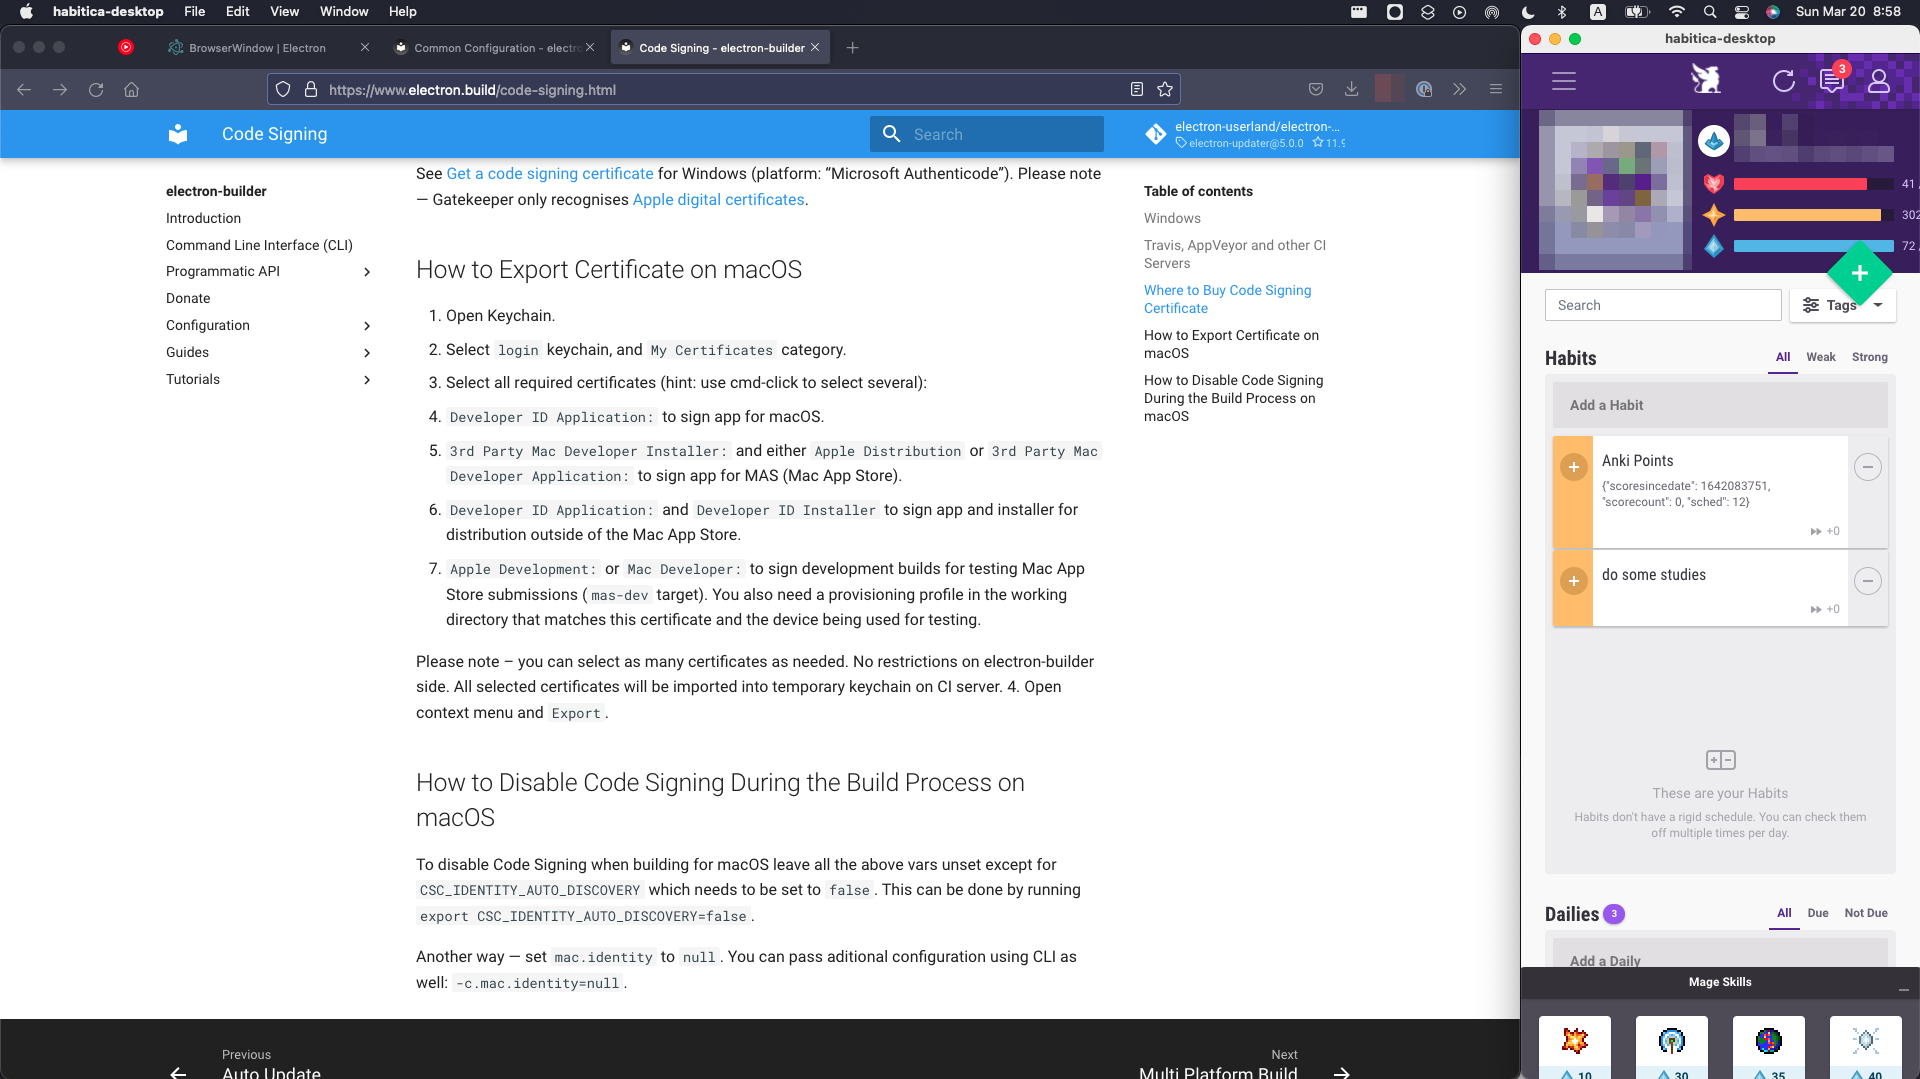 habitica-desktop File Edit View Window Help
A Sun Mar 20 8:58
BrowserWindow | Electron
Common Configuration - electro
Code Signing - electron-builder
https://www.electron.build/code-signing.html
Code Signing
Search
electron-userland/electron-...
electron-updater@5.0.0 11.9
electron-builder
Introduction
Command Line Interface (CLI)
Programmatic API
Donate
Configuration
Guides
Tutorials
See Get a code signing certificate for Windows (platform: “Microsoft Authenticode”). Please note
— Gatekeeper only recognises Apple digital certificates.
How to Export Certificate on macOS
1. Open Keychain.
2. Select login keychain, and My Certificates category.
3. Select all required certificates (hint: use cmd-click to select several):
4. Developer ID Application: to sign app for macOS.
5. 3rd Party Mac Developer Installer: and either Apple Distribution or 3rd Party Mac
Developer Application: to sign app for MAS (Mac App Store).
6. Developer ID Application: and Developer ID Installer to sign app and installer for
distribution outside of the Mac App Store.
7. Apple Development: or Mac Developer: to sign development builds for testing Mac App
Store submissions ( mas-dev target). You also need a provisioning profile in the working
directory that matches this certificate and the device being used for testing.
Please note – you can select as many certificates as needed. No restrictions on electron-builder
side. All selected certificates will be imported into temporary keychain on CI server. 4. Open
context menu and Export.
How to Disable Code Signing During the Build Process on
macOS
To disable Code Signing when building for macOS leave all the above vars unset except for
CSC_IDENTITY_AUTO_DISCOVERY which needs to be set to false. This can be done by running
export CSC_IDENTITY_AUTO_DISCOVERY=false.
Another way — set mac.identity to null. You can pass aditional configuration using CLI as
well: -c.mac.identity=null.
Table of contents
Windows
Travis, AppVeyor and other CI
Servers
Where to Buy Code Signing
Certificate
How to Export Certificate on
macOS
How to Disable Code Signing
During the Build Process on
macOS
Previous
Auto Update
Next
Multi Platform Build
habitica-desktop
3
41 /
302
72 /
Search
Tags
Habits
All Weak Strong
Add a Habit
Anki Points
{"scoresincedate": 1642083751,
"scorecount": 0, "sched": 12}
+0
do some studies
+0
These are your Habits
Habits don't have a rigid schedule. You can check them
off multiple times per day.
Dailies 3
All Due Not Due
Add a Daily
Mage Skills
10 30 35 40